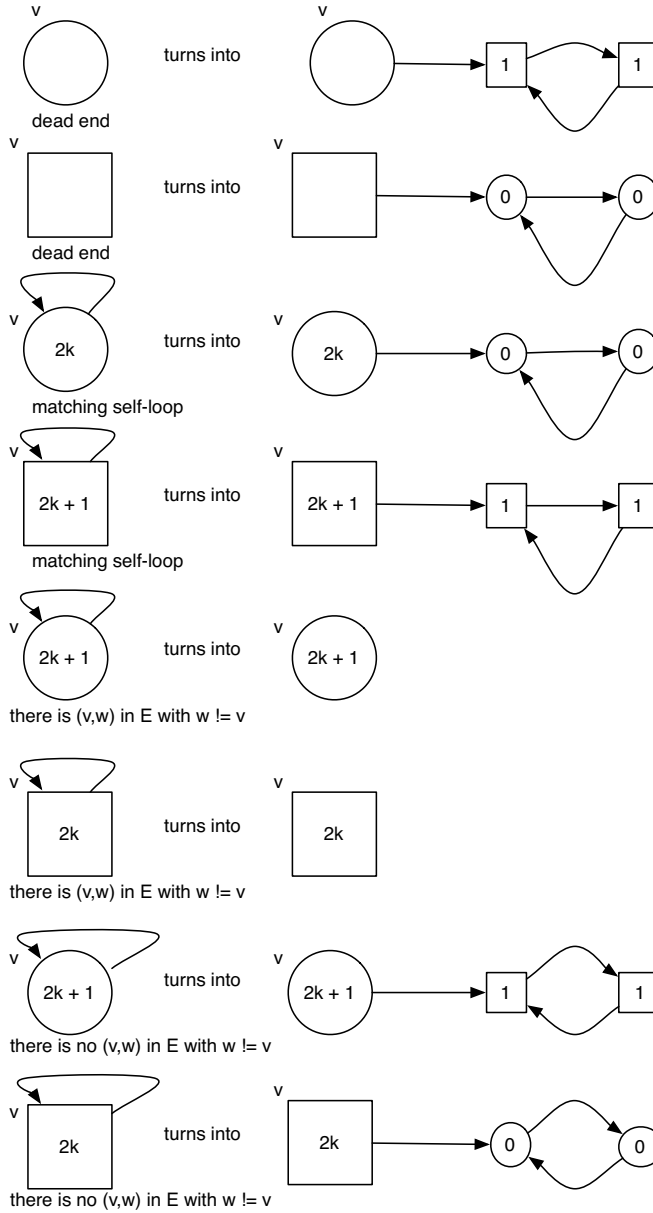 v v
turns into 1 1
dead end
v v
turns into 0 0
dead end
v 2k turns into v 2k 0 0
matching self-loop
v 2k + 1 turns into v 2k + 1 1 1
matching self-loop
v 2k + 1 turns into v 2k + 1
there is (v,w) in E with w != v
v v
2k turns into 2k
there is (v,w) in E with w != v
v 2k + 1 turns into v 2k + 1 1 1
there is no (v,w) in E with w != v
v v
2k turns into 2k 0 0
there is no (v,w) in E with w != v